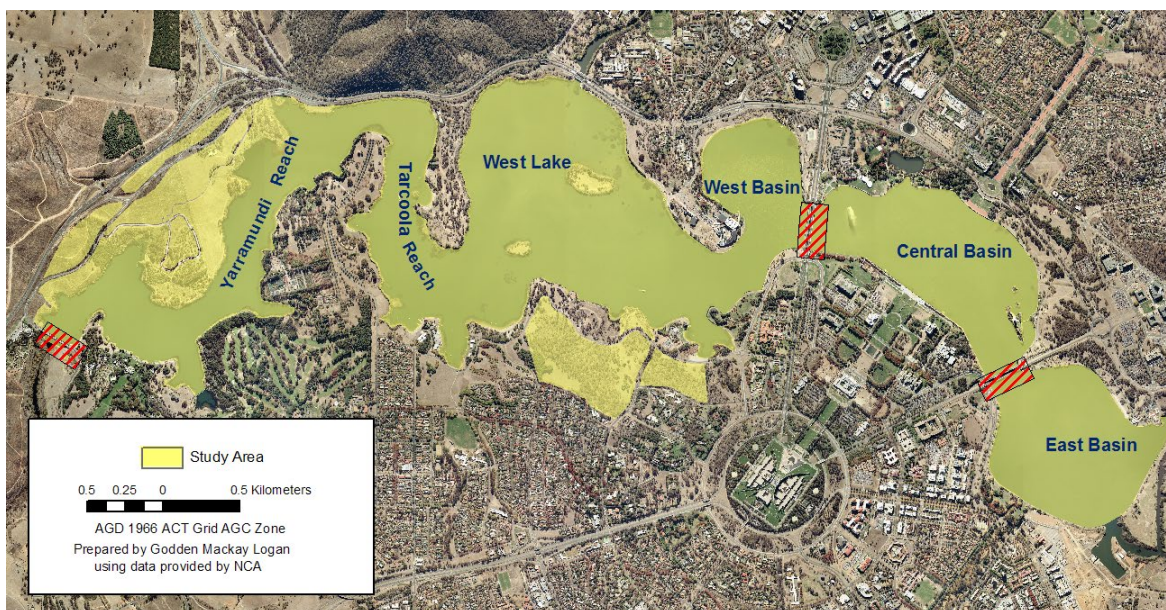 Yarramundi Reach
Tarcoola Reach
West Lake
West Basin
Central Basin
East Basin
Study Area
0.5 0.25 0 0.5 Kilometers
AGD 1966 ACT Grid AGC Zone
Prepared by Godden Mackay Logan
using data provided by NCA